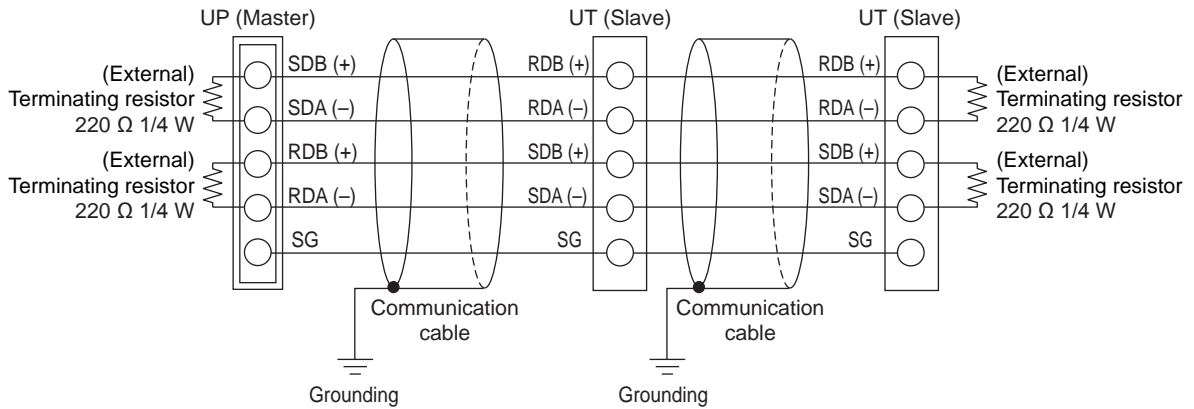 UP (Master)
UT (Slave)
UT (Slave)
(External)
Terminating resistor
220 Ω 1/4 W
(External)
Terminating resistor
220 Ω 1/4 W
SDB (+)
SDA (–)
RDB (+)
RDA (–)
SG
RDB (+)
RDA (–)
SDB (+)
SDA (–)
SG
RDB (+)
RDA (–)
SDB (+)
SDA (–)
SG
(External)
Terminating resistor
220 Ω 1/4 W
(External)
Terminating resistor
220 Ω 1/4 W
Communication
cable
Communication
cable
Grounding
Grounding